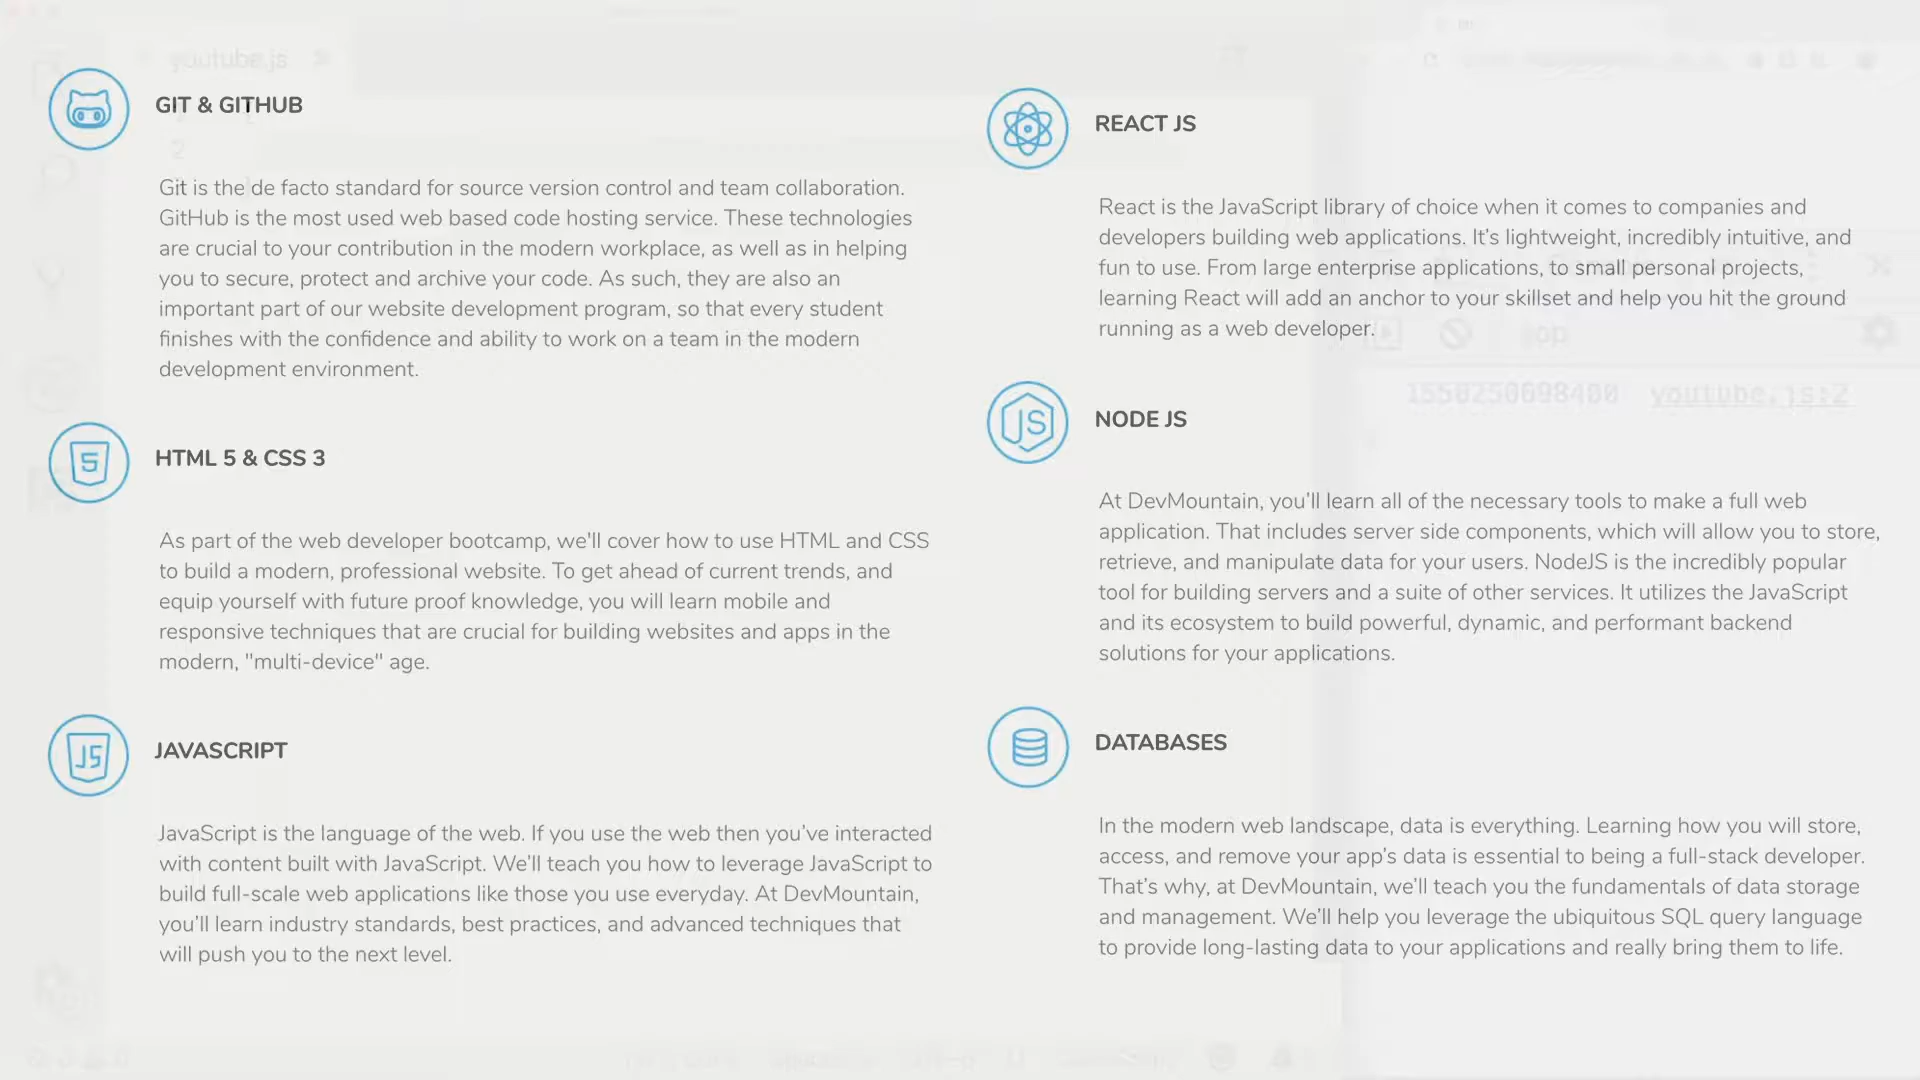 youtube.js
GIT & GITHUB
2
Git is the de facto standard for source version control and team collaboration.
GitHub is the most used web based code hosting service. These technologies
are crucial to your contribution in the modern workplace, as well as in helping
you to secure, protect and archive your code. As such, they are also an
important part of our website development program, so that every student
finishes with the confidence and ability to work on a team in the modern
development environment.
HTML 5 & CSS 3
As part of the web developer bootcamp, we'll cover how to use HTML and CSS
to build a modern, professional website. To get ahead of current trends, and
equip yourself with future proof knowledge, you will learn mobile and
responsive techniques that are crucial for building websites and apps in the
modern, "multi-device" age.
JAVASCRIPT
JavaScript is the language of the web. If you use the web then you've interacted
with content built with JavaScript. We'll teach you how to leverage JavaScript to
build full-scale web applications like those you use everyday. At DevMountain,
you'll learn industry standards, best practices, and advanced techniques that
will push you to the next level.
REACT JS
React is the JavaScript library of choice when it comes to companies and
developers building web applications. It's lightweight, incredibly intuitive, and
fun to use. From large enterprise applications, to small personal projects,
learning React will add an anchor to your skillset and help you hit the ground
running as a web developer.
top
1550250698400 youtube.js:2
NODE JS
JS
At DevMountain, you'll learn all of the necessary tools to make a full web
application. That includes server side components, which will allow you to store,
retrieve, and manipulate data for your users. NodeJS is the incredibly popular
tool for building servers and a suite of other services. It utilizes the JavaScript
and its ecosystem to build powerful, dynamic, and performant backend
solutions for your applications.
DATABASES
In the modern web landscape, data is everything. Learning how you will store,
access, and remove your app's data is essential to being a full-stack developer.
That's why, at DevMountain, we'll teach you the fundamentals of data storage
and management. We'll help you leverage the ubiquitous SQL query language
to provide long-lasting data to your applications and really bring them to life.